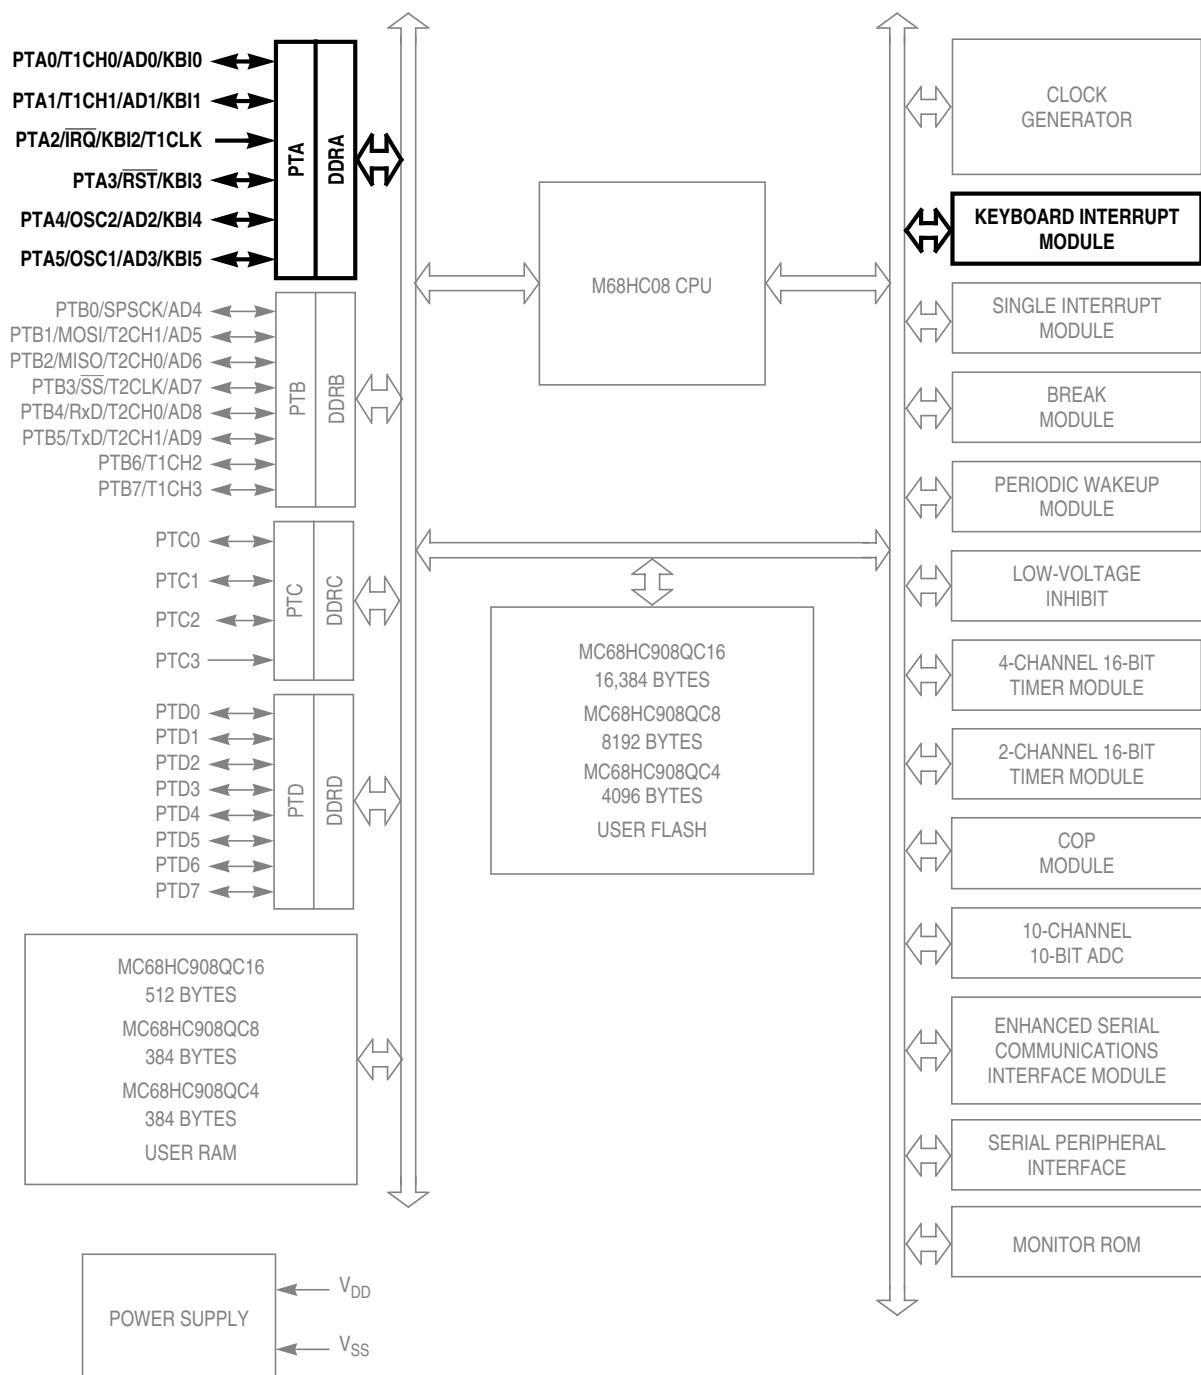 PTA0/T1CH0/AD0/KBI0
PTA1/T1CH1/AD1/KBI1
PTA2/I̅R̅Q̅/KBI2/T1CLK
PTA3/R̅S̅T̅/KBI3
PTA4/OSC2/AD2/KBI4
PTA5/OSC1/AD3/KBI5
PTA
DDRA
PTB0/SPSCK/AD4
PTB1/MOSI/T2CH1/AD5
PTB2/MISO/T2CH0/AD6
PTB3/S̅S̅/T2CLK/AD7
PTB4/RxD/T2CH0/AD8
PTB5/TxD/T2CH1/AD9
PTB6/T1CH2
PTB7/T1CH3
PTB
DDRB
PTC0
PTC1
PTC2
PTC3
PTC
DDRC
PTD0
PTD1
PTD2
PTD3
PTD4
PTD5
PTD6
PTD7
PTD
DDRD
MC68HC908QC16
512 BYTES
MC68HC908QC8
384 BYTES
MC68HC908QC4
384 BYTES
USER RAM
POWER SUPPLY
VDD
VSS
M68HC08 CPU
MC68HC908QC16
16,384 BYTES
MC68HC908QC8
8192 BYTES
MC68HC908QC4
4096 BYTES
USER FLASH
CLOCK
GENERATOR
KEYBOARD INTERRUPT
MODULE
SINGLE INTERRUPT
MODULE
BREAK
MODULE
PERIODIC WAKEUP
MODULE
LOW-VOLTAGE
INHIBIT
4-CHANNEL 16-BIT
TIMER MODULE
2-CHANNEL 16-BIT
TIMER MODULE
COP
MODULE
10-CHANNEL
10-BIT ADC
ENHANCED SERIAL
COMMUNICATIONS
INTERFACE MODULE
SERIAL PERIPHERAL
INTERFACE
MONITOR ROM